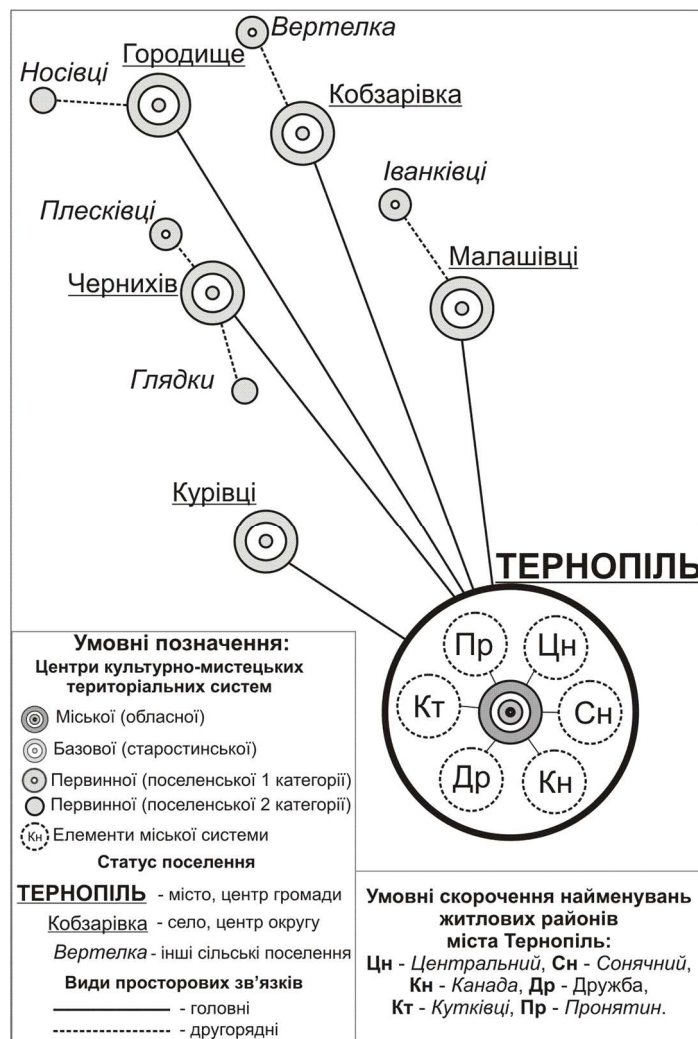 Вертелка
Городище
Носівці
Кобзарівка
Іванківці
Плесківці
Малашівці
Чернихів
Глядки
Курівці
ТЕРНОПІЛЬ
Пр
Цн
Кт
Сн
Др
Кн
Умовні позначення:
Центри культурно-мистецьких
територіальних систем
Міської (обласної)
Базової (старостинської)
Первинної (поселенської 1 категорії)
Первинної (поселенської 2 категорії)
Кн Елементи міської системи
Статус поселення
ТЕРНОПІЛЬ - місто, центр громади
Кобзарівка - село, центр округу
Вертелка - інші сільські поселення
Види просторових зв’язків
- головні
- другорядні
Умовні скорочення найменувань
житлових районів
міста Тернопіль:
Цн - Центральний, Сн - Сонячний,
Кн - Канада, Др - Дружба,
Кт - Кутківці, Пр - Пронятин.